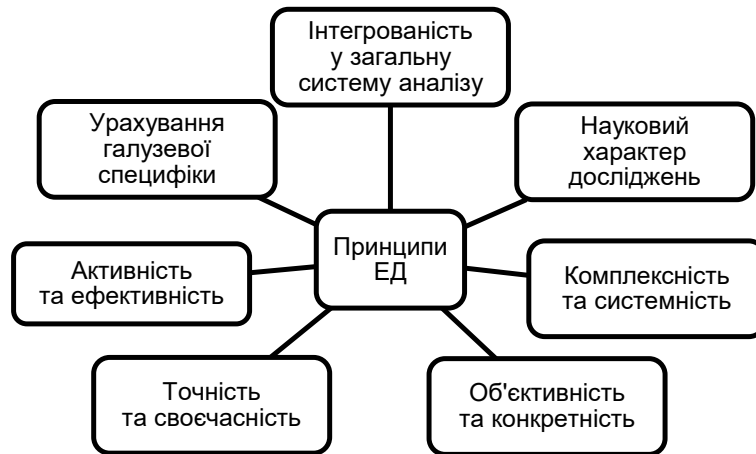 Інтегрованість
у загальну
систему аналізу
Урахування
галузевої
специфіки
Науковий
характер
досліджень
Принципи
ЕД
Активність
та ефективність
Комплексність
та системність
Точність
та своєчасність
Об'єктивність
та конкретність